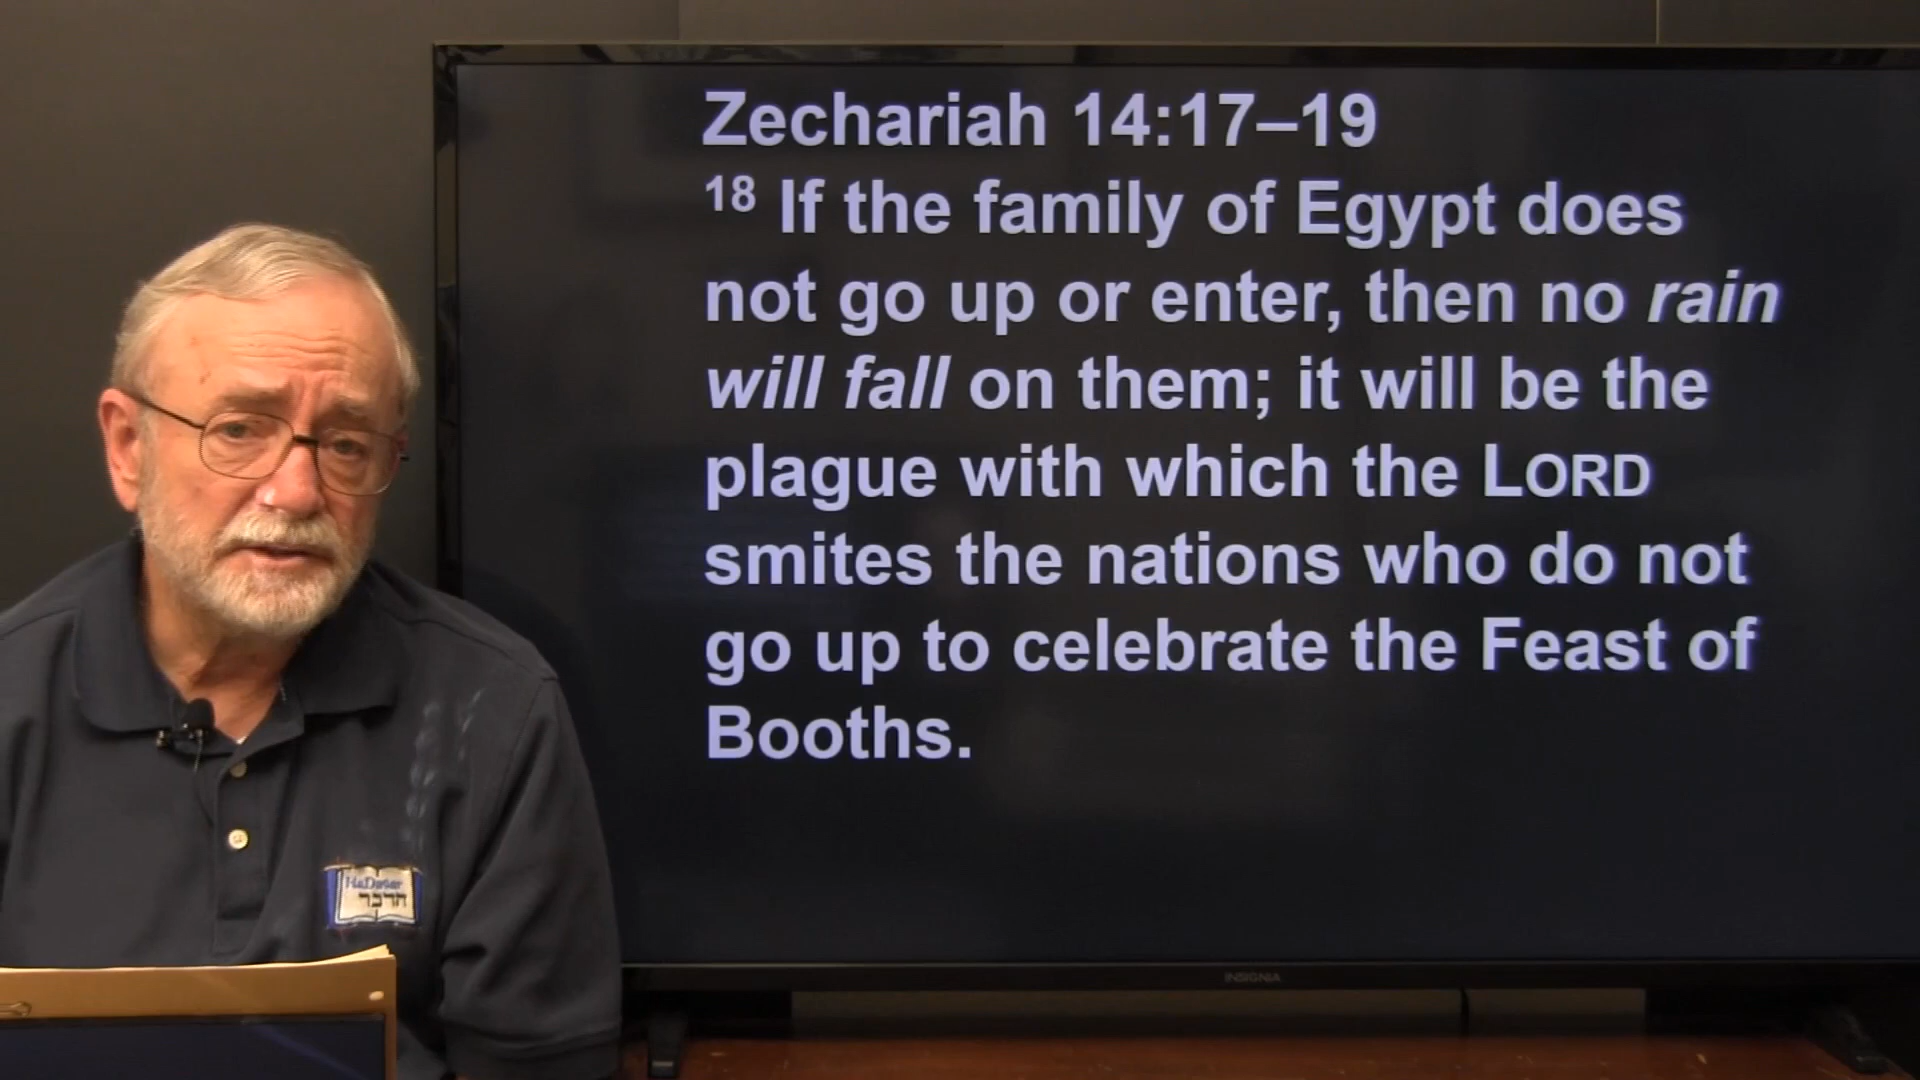 Zechariah 14:17–19
18 If the family of Egypt does
not go up or enter, then no rain
will fall on them; it will be the
plague with which the LORD
smites the nations who do not
go up to celebrate the Feast of
Booths.
INSIGNIA
HaDavar
הדבר